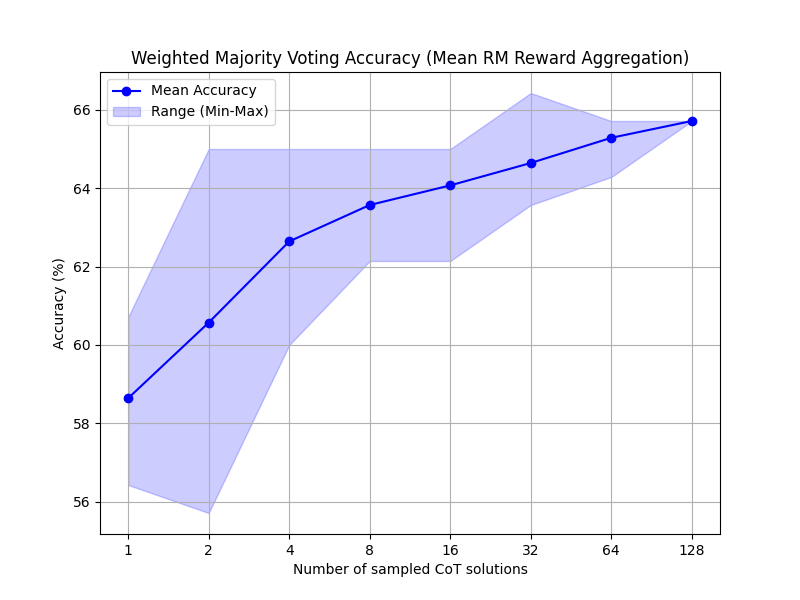 Weighted Majority Voting Accuracy (Mean RM Reward Aggregation)
Mean Accuracy
Range (Min-Max)
Accuracy (%)
66
64
62
60
58
56
1 2 4 8 16 32 64 128
Number of sampled CoT solutions